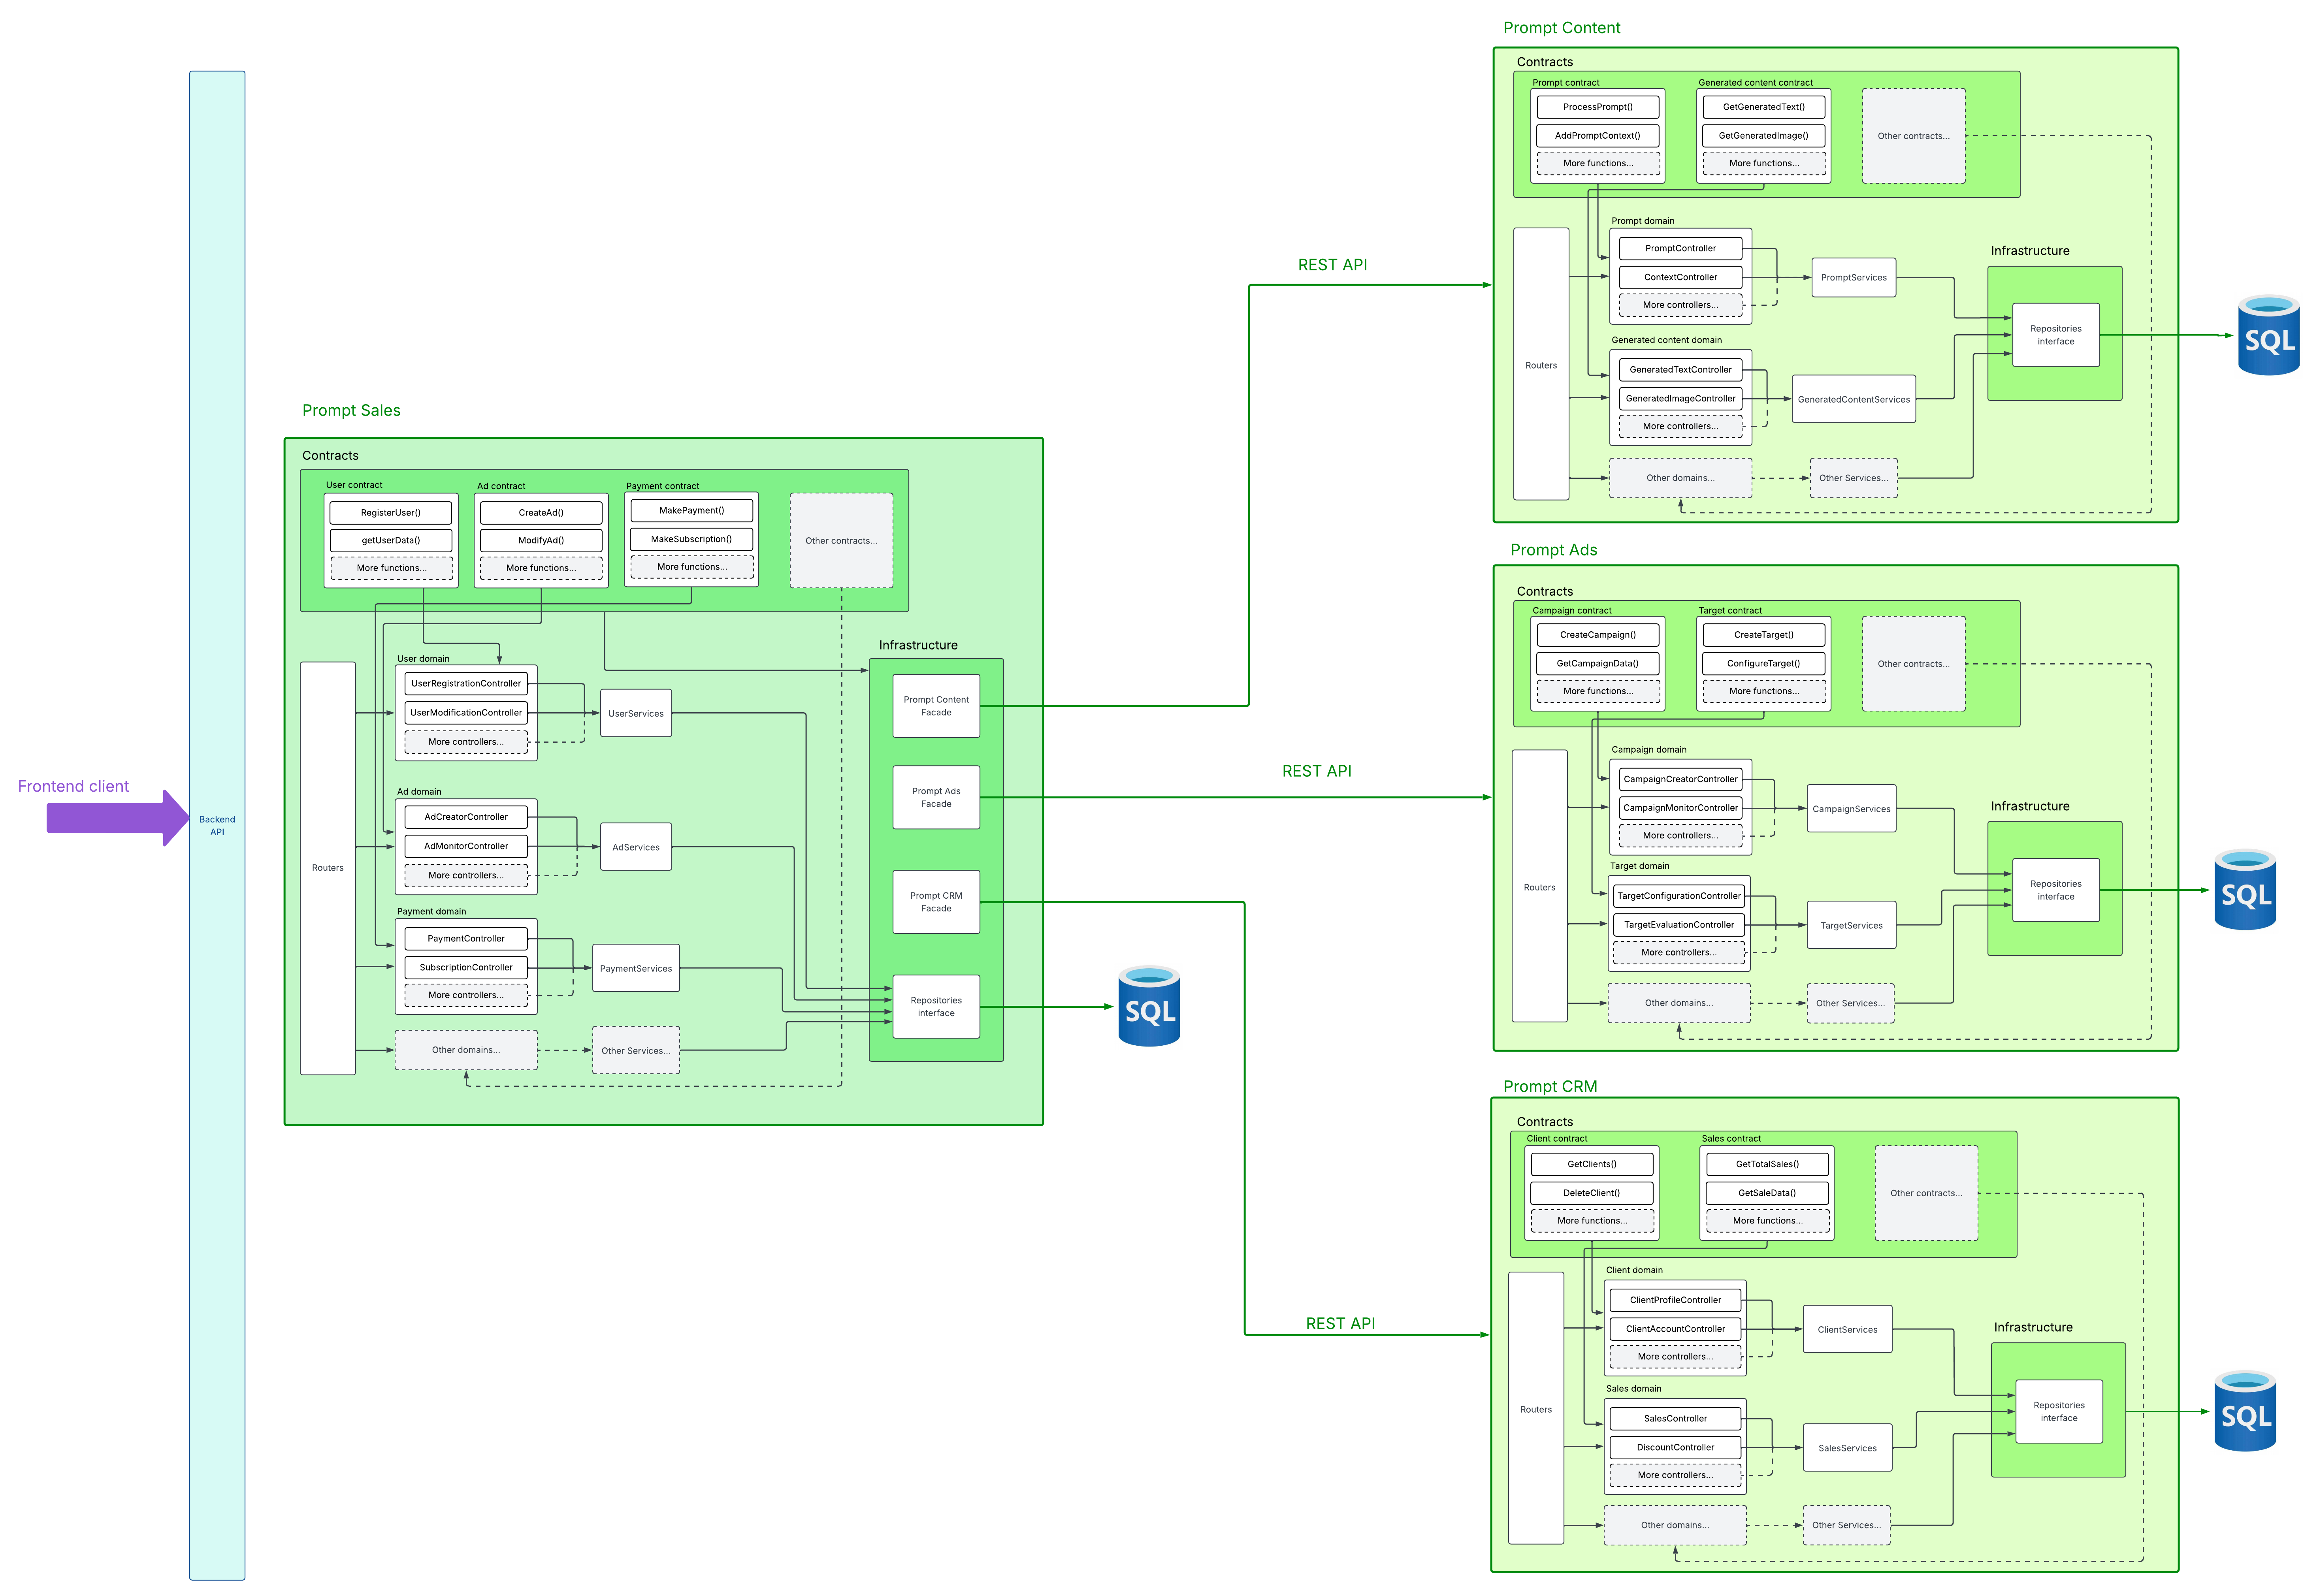 Frontend client
Backend
API
Prompt Sales
Contracts
User contract
RegisterUser()
getUserData()
More functions...
Ad contract
CreateAd()
ModifyAd()
More functions...
Payment contract
MakePayment()
MakeSubscription()
More functions...
Other contracts...
Routers
User domain
UserRegistrationController
UserModificationController
More controllers...
UserServices
Ad domain
AdCreatorController
AdMonitorController
More controllers...
AdServices
Payment domain
PaymentController
SubscriptionController
More controllers...
PaymentServices
Other domains...
Other Services...
Infrastructure
Prompt Content
Facade
Prompt Ads
Facade
Prompt CRM
Facade
Repositories
interface
SQL
REST API
REST API
REST API
Prompt Content
Contracts
Prompt contract
ProcessPrompt()
AddPromptContext()
More functions...
Generated content contract
GetGeneratedText()
GetGeneratedImage()
More functions...
Other contracts...
Routers
Prompt domain
PromptController
ContextController
More controllers...
PromptServices
Generated content domain
GeneratedTextController
GeneratedImageController
More controllers...
GeneratedContentServices
Other domains...
Other Services...
Infrastructure
Repositories
interface
SQL
Prompt Ads
Contracts
Campaign contract
CreateCampaign()
GetCampaignData()
More functions...
Target contract
CreateTarget()
ConfigureTarget()
More functions...
Other contracts...
Routers
Campaign domain
CampaignCreatorController
CampaignMonitorController
More controllers...
CampaignServices
Target domain
TargetConfigurationController
TargetEvaluationController
More controllers...
TargetServices
Other domains...
Other Services...
Infrastructure
Repositories
interface
SQL
Prompt CRM
Contracts
Client contract
GetClients()
DeleteClient()
More functions...
Sales contract
GetTotalSales()
GetSaleData()
More functions...
Other contracts...
Routers
Client domain
ClientProfileController
ClientAccountController
More controllers...
ClientServices
Sales domain
SalesController
DiscountController
More controllers...
SalesServices
Other domains...
Other Services...
Infrastructure
Repositories
interface
SQL